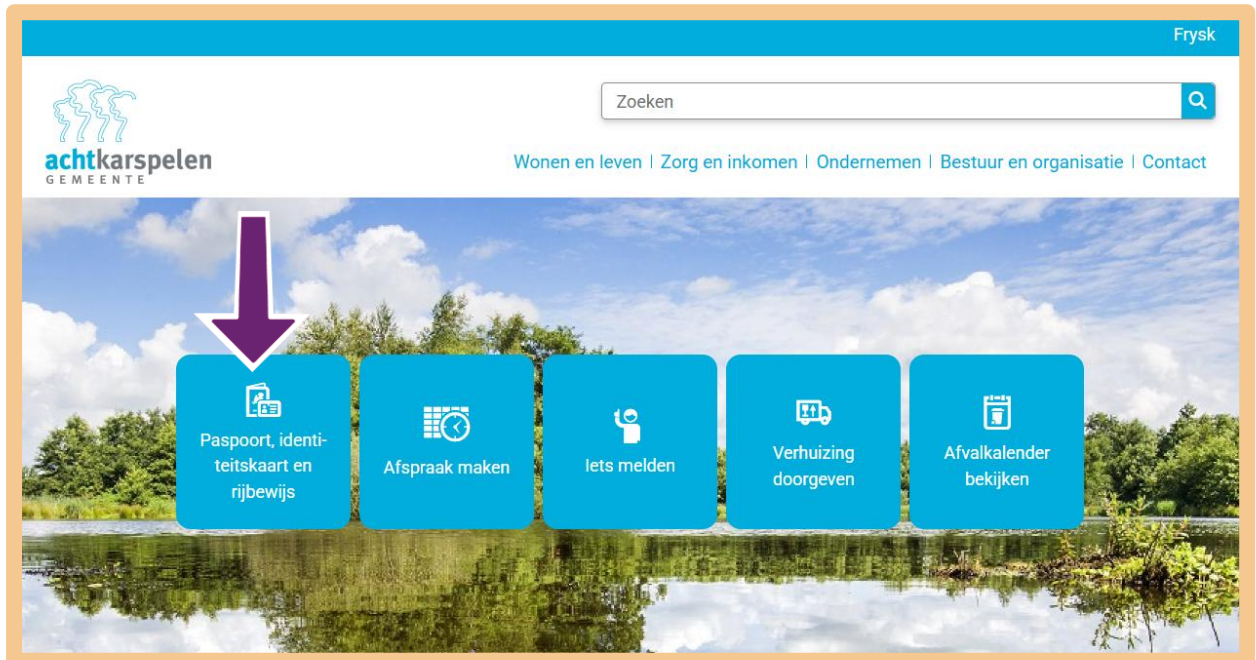 Frysk
Zoeken
achtkarspelen
GEMEENTE
Wonen en leven | Zorg en inkomen | Ondernemen | Bestuur en organisatie | Contact
Paspoort, identi-
teitskaart en
rijbewijs
Afspraak maken
Iets melden
Verhuizing
doorgeven
Afvalkalender
bekijken